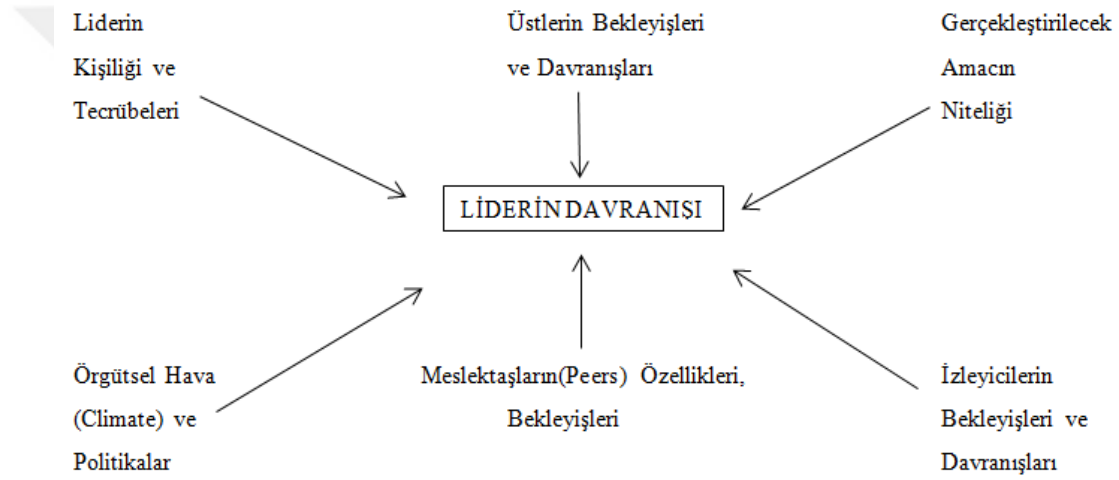 Liderin
Kişiliği ve
Tecrübeleri
Üstlerin Bekleyişleri
ve Davranışları
Gerçekleştirilecek
Amacın
Niteliği
LİDERİN DAVRANIŞI
Örgütsel Hava
(Climate) ve
Politikalar
Meslektaşların(Peers) Özellikleri,
Bekleyişleri
İzleyicilerin
Bekleyişleri ve
Davranışları